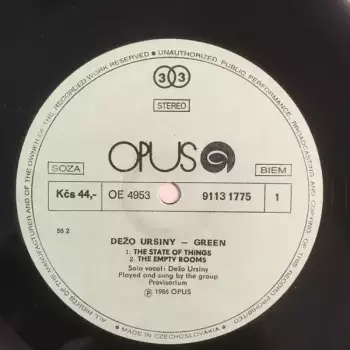 ALL RIGHTS OF THE MANUFACTURER AND OF THE OWNER OF THE RECORDED WORK RESERVED • UNAUTHORIZED PUBLIC PERFORMANCE, BROADCASTING AND COPYING OF THIS RECORD PROHIBITED
33
STEREO
SOZA
OPUS
BIEM
Kčs 44,-
OE 4953
9113 1775
1
86 2
DEŽO URSINY – GREEN
1. THE STATE OF THINGS
2. THE EMPTY ROOMS
Solo vocal: Dežo Ursiny
Played and sung by the group
Provisorium
Ⓟ 1986 OPUS
MADE IN CZECHOSLOVAKIA